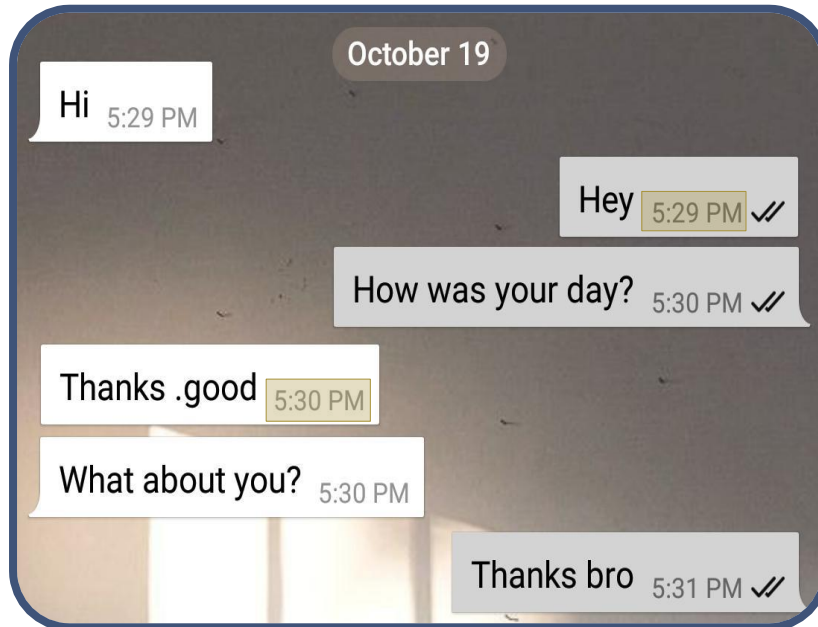 October 19
Hi 5:29 PM
Hey 5:29 PM
How was your day? 5:30 PM
Thanks .good 5:30 PM
What about you? 5:30 PM
Thanks bro 5:31 PM